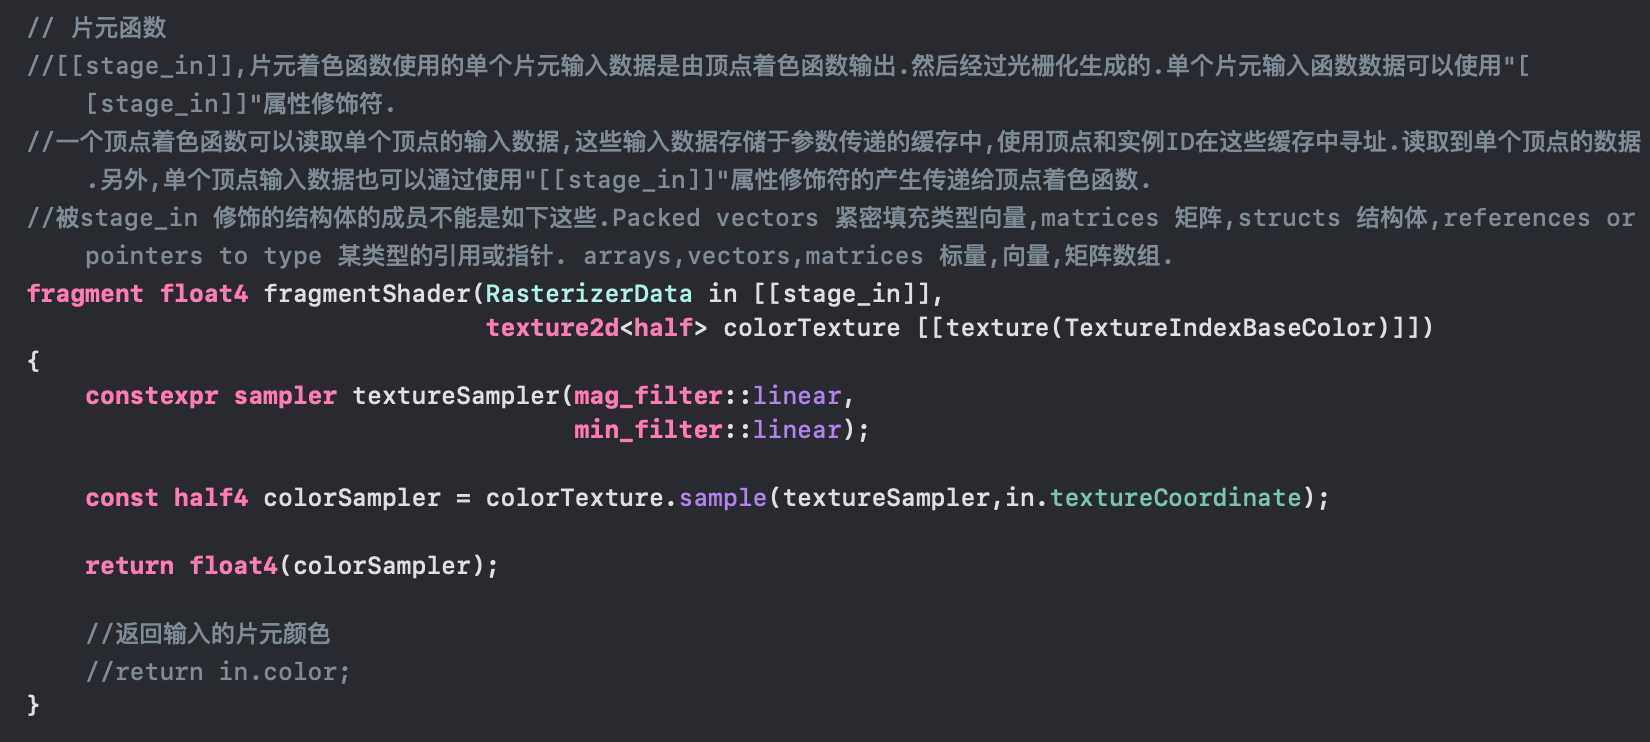 // 片元函数
//[[stage_in]],片元着色函数使用的单个片元输入数据是由顶点着色函数输出.然后经过光栅化生成的.单个片元输入函数数据可以使用"[
[stage_in]]"属性修饰符.
//一个顶点着色函数可以读取单个顶点的输入数据,这些输入数据存储于参数传递的缓存中,使用顶点和实例ID在这些缓存中寻址.读取到单个顶点的数据
.另外,单个顶点输入数据也可以通过使用"[[stage_in]]"属性修饰符的产生传递给顶点着色函数.
//被stage_in 修饰的结构体的成员不能是如下这些.Packed vectors 紧密填充类型向量,matrices 矩阵,structs 结构体,references or
pointers to type 某类型的引用或指针. arrays,vectors,matrices 标量,向量,矩阵数组.
fragment float4 fragmentShader(RasterizerData in [[stage_in]],
texture2d<half> colorTexture [[texture(TextureIndexBaseColor)]])
{
constexpr sampler textureSampler(mag_filter::linear,
min_filter::linear);
const half4 colorSampler = colorTexture.sample(textureSampler,in.textureCoordinate);
return float4(colorSampler);
//返回输入的片元颜色
//return in.color;
}